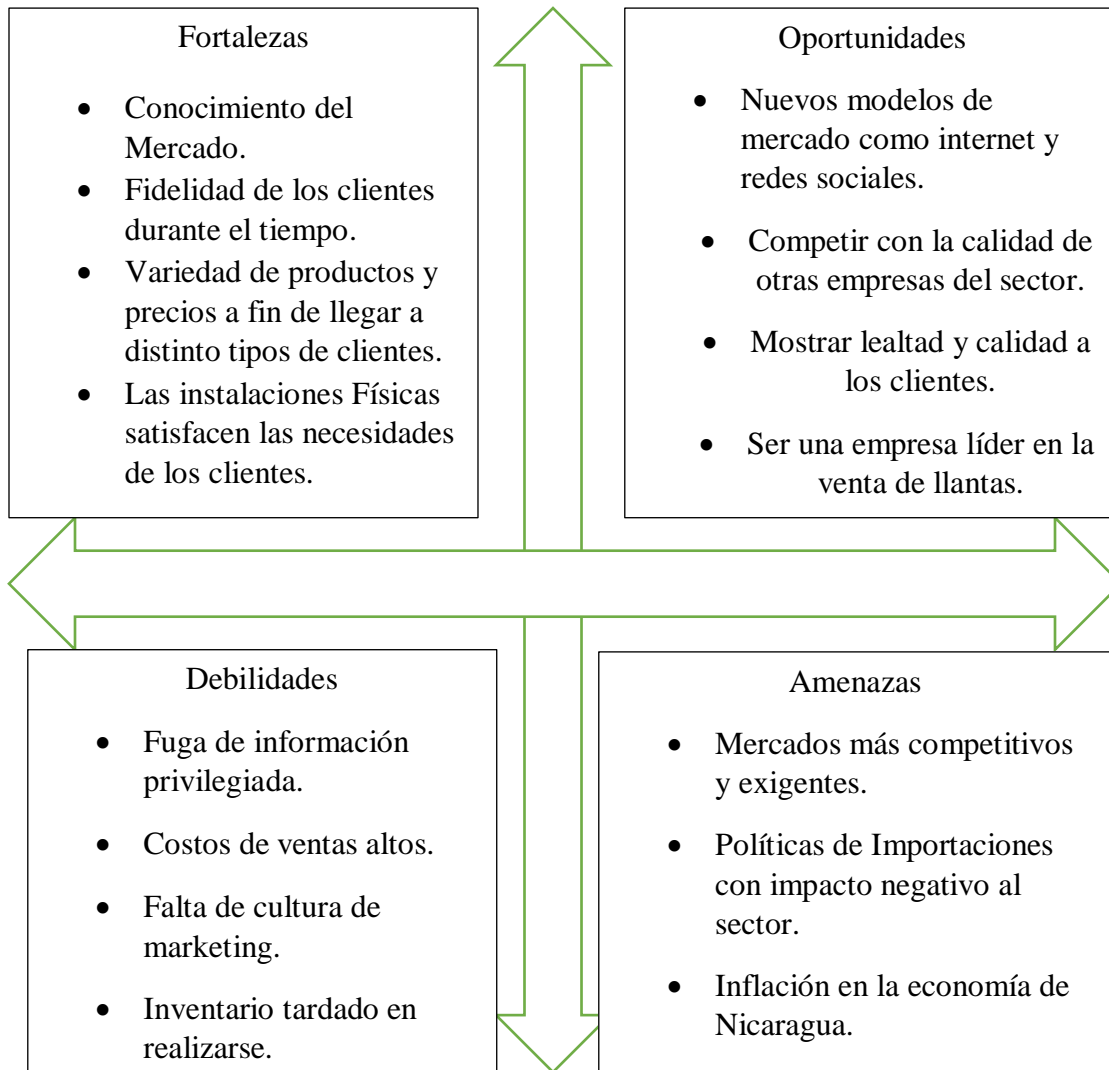 Fortalezas
• Conocimiento del
Mercado.
• Fidelidad de los clientes
durante el tiempo.
• Variedad de productos y
precios a fin de llegar a
distinto tipos de clientes.
• Las instalaciones Físicas
satisfacen las necesidades
de los clientes.
Oportunidades
• Nuevos modelos de
mercado como internet y
redes sociales.
• Competir con la calidad de
otras empresas del sector.
• Mostrar lealtad y calidad a
los clientes.
• Ser una empresa líder en la
venta de llantas.
Debilidades
• Fuga de información
privilegiada.
• Costos de ventas altos.
• Falta de cultura de
marketing.
• Inventario tardado en
realizarse.
Amenazas
• Mercados más competitivos
y exigentes.
• Políticas de Importaciones
con impacto negativo al
sector.
• Inflación en la economía de
Nicaragua.